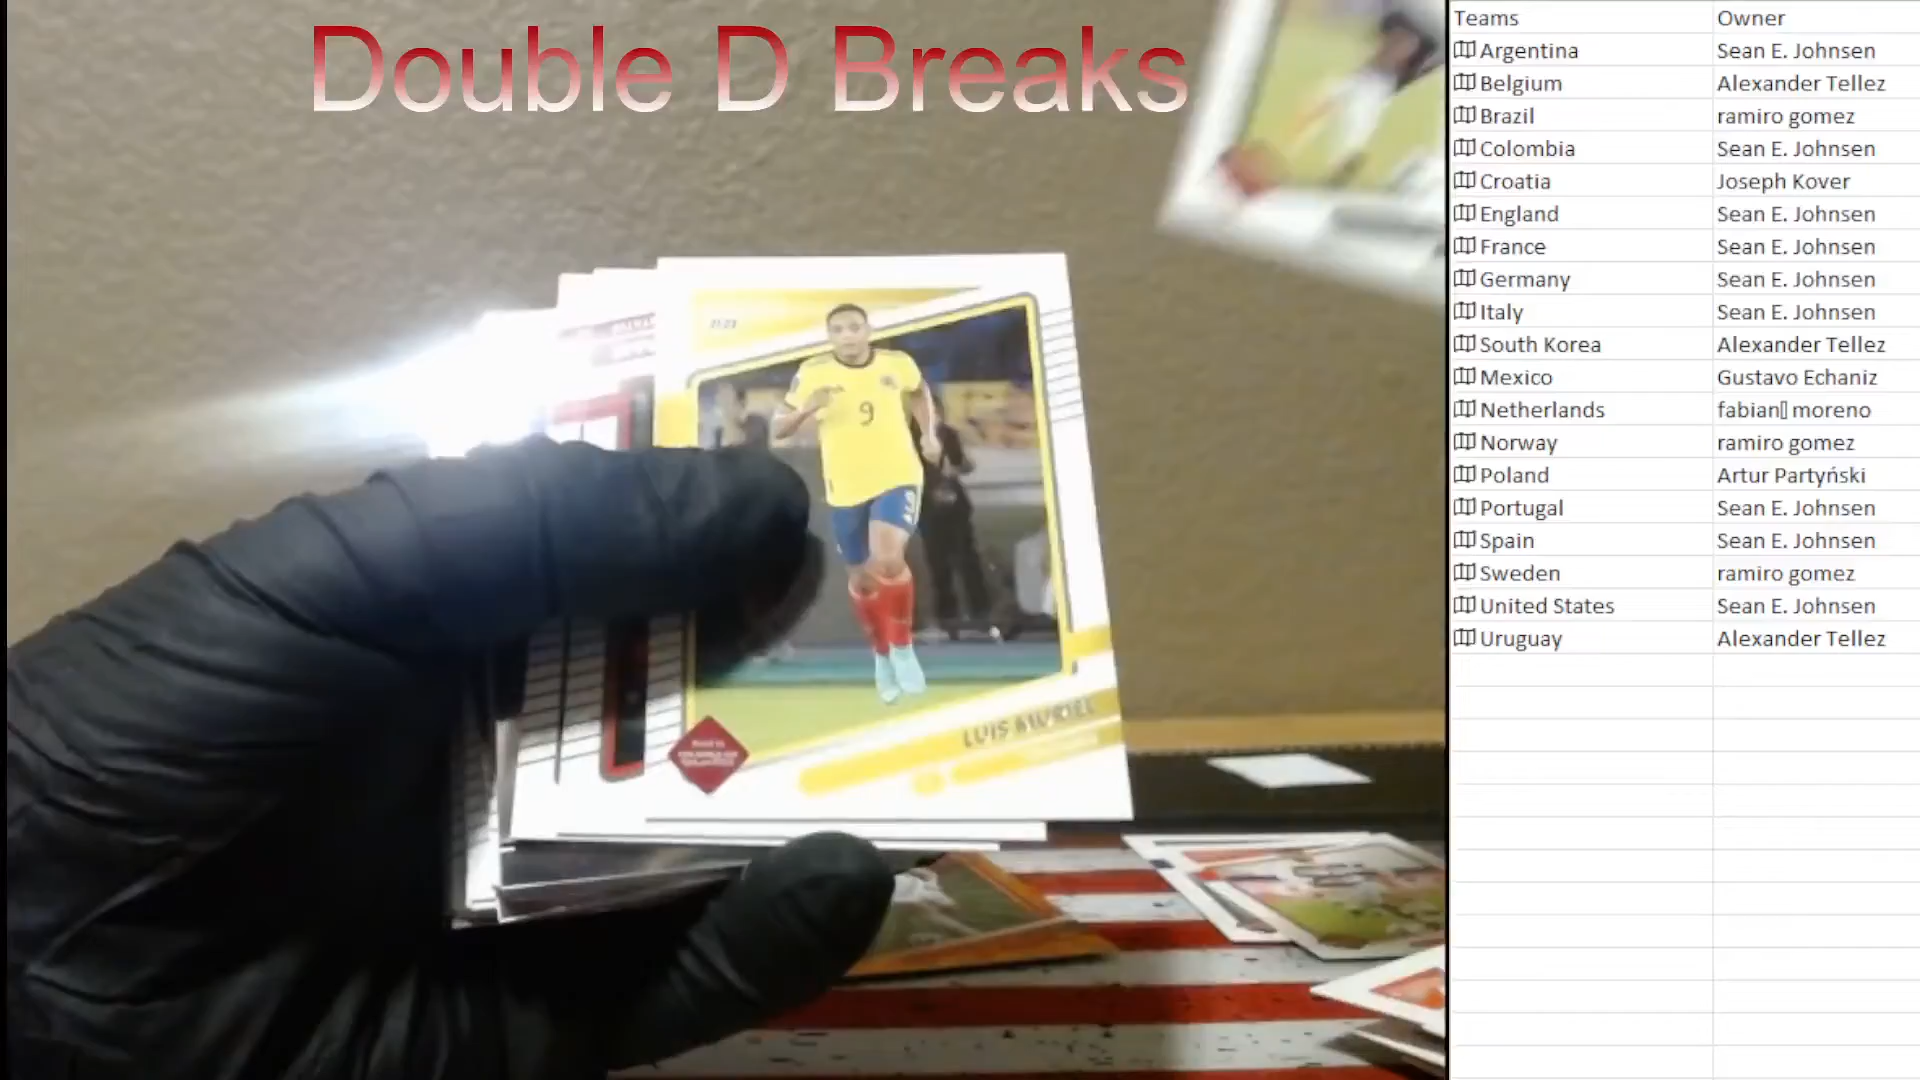 Double D Breaks
9
LUIS MURIEL
Teams Owner
Argentina Sean E. Johnsen
Belgium Alexander Tellez
Brazil ramiro gomez
Colombia Sean E. Johnsen
Croatia Joseph Kover
England Sean E. Johnsen
France Sean E. Johnsen
Germany Sean E. Johnsen
Italy Sean E. Johnsen
South Korea Alexander Tellez
Mexico Gustavo Echaniz
Netherlands fabian moreno
Norway ramiro gomez
Poland Artur Partyński
Portugal Sean E. Johnsen
Spain Sean E. Johnsen
Sweden ramiro gomez
United States Sean E. Johnsen
Uruguay Alexander Tellez